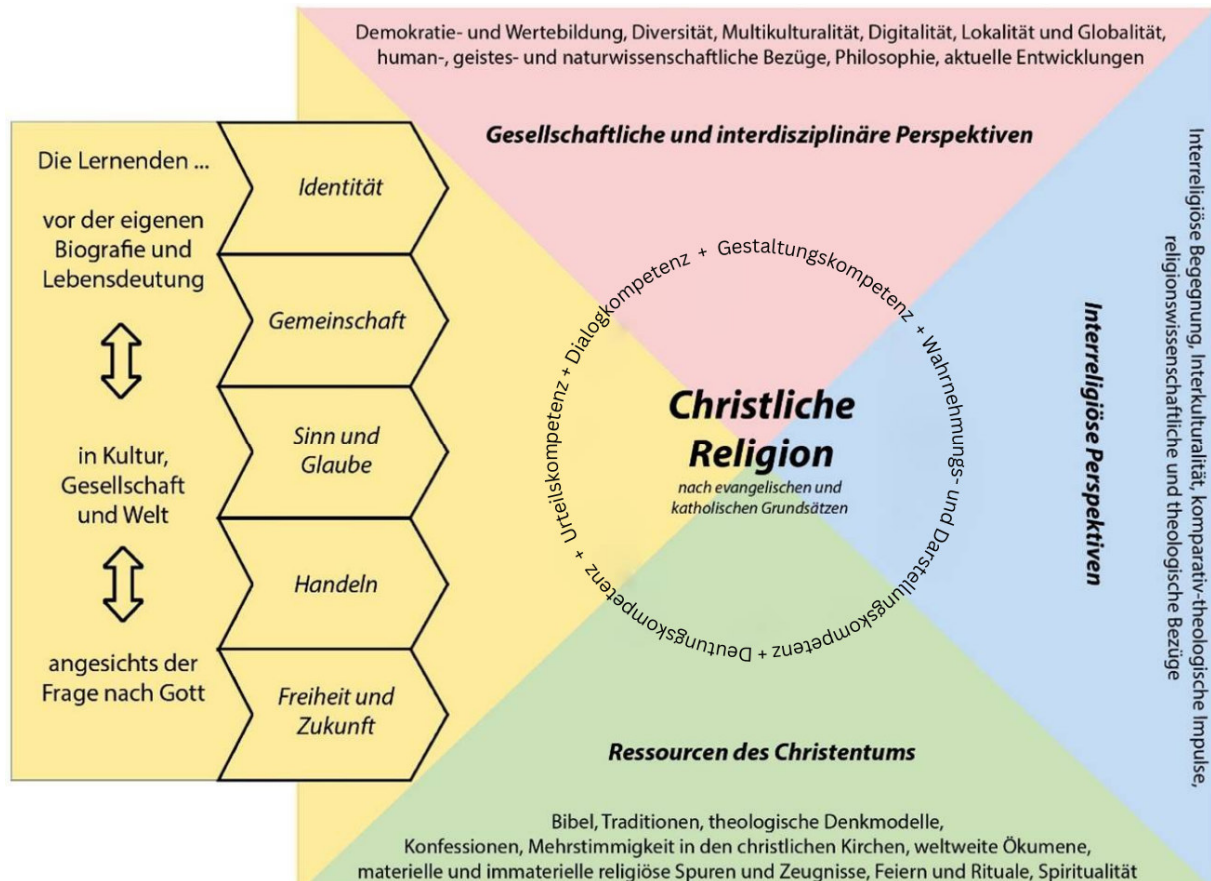 Demokratie- und Wertebildung, Diversität, Multikulturalität, Digitalität, Lokalität und Globalität,
human-, geistes- und naturwissenschaftliche Bezüge, Philosophie, aktuelle Entwicklungen
Gesellschaftliche und interdisziplinäre Perspektiven
Die Lernenden ...
vor der eigenen
Biografie und
Lebensdeutung
in Kultur,
Gesellschaft
und Welt
angesichts der
Frage nach Gott
Identität
Gemeinschaft
Sinn und
Glaube
Handeln
Freiheit und
Zukunft
Urteilskompetenz + Dialogkompetenz + Gestaltungskompetenz + Wahrnehmungs- und Darstellungskompetenz + Deutungskompetenz +
Christliche
Religion
nach evangelischen und
katholischen Grundsätzen
Interreligiöse Perspektiven
Interreligiöse Begegnung, Interkulturalität, komparativ-theologische Impulse,
religionswissenschaftliche und theologische Bezüge
Ressourcen des Christentums
Bibel, Traditionen, theologische Denkmodelle,
Konfessionen, Mehrstimmigkeit in den christlichen Kirchen, weltweite Ökumene,
materielle und immaterielle religiöse Spuren und Zeugnisse, Feiern und Rituale, Spiritualität